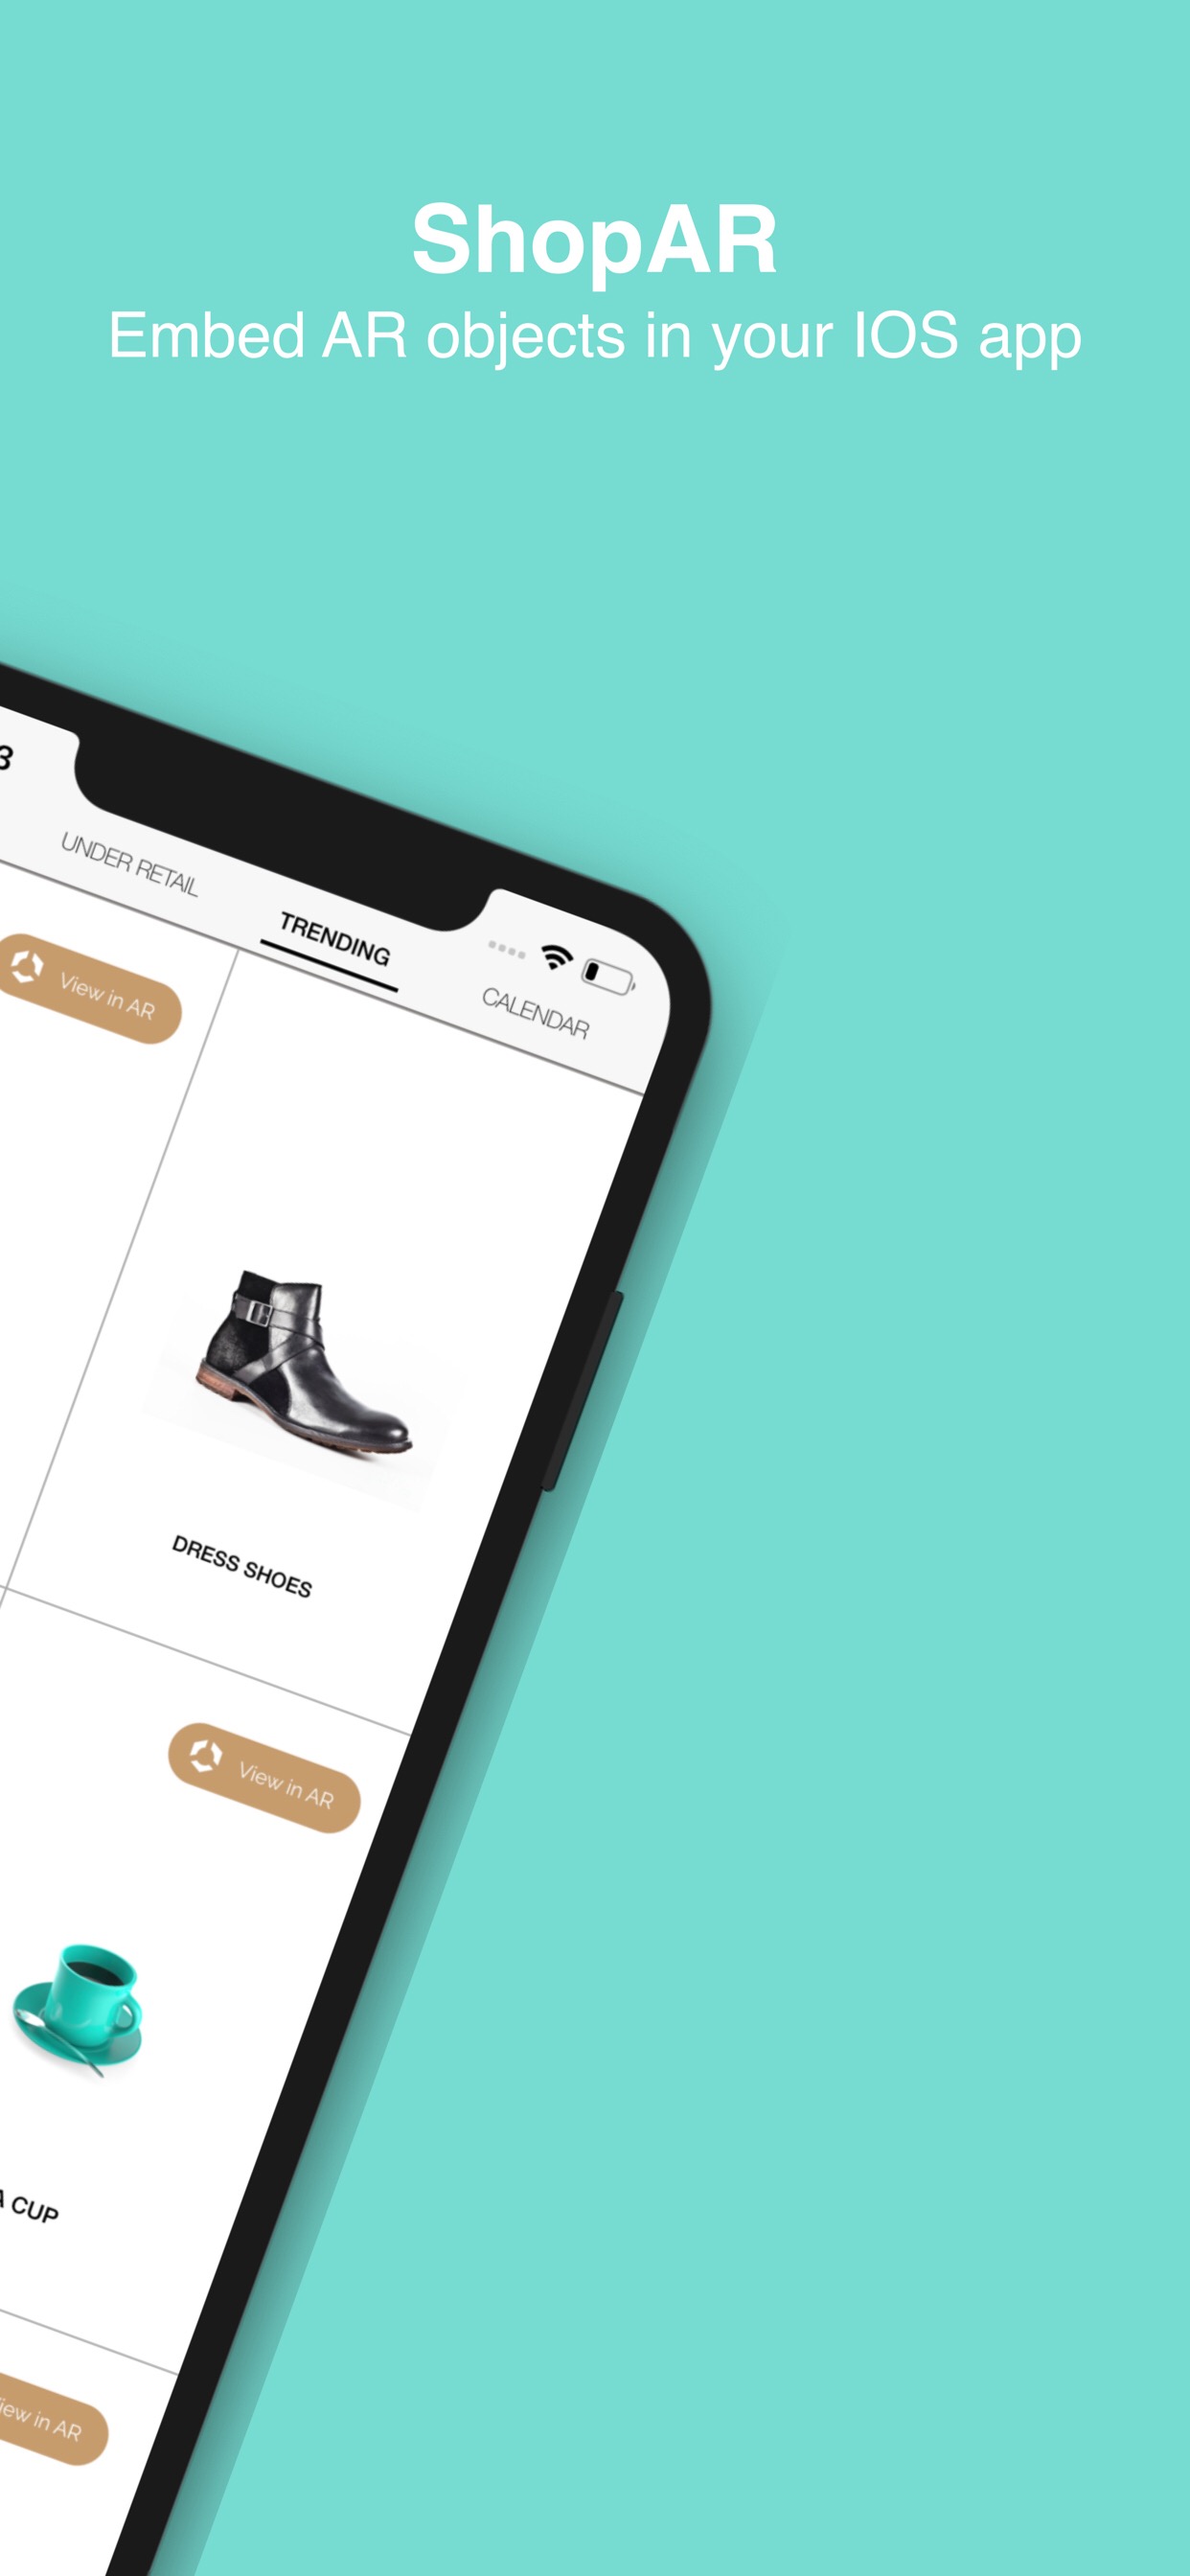 ShopAR
Embed AR objects in your IOS app
3
UNDER RETAIL
TRENDING
CALENDAR
View in AR
DRESS SHOES
View in AR
A CUP
View in AR